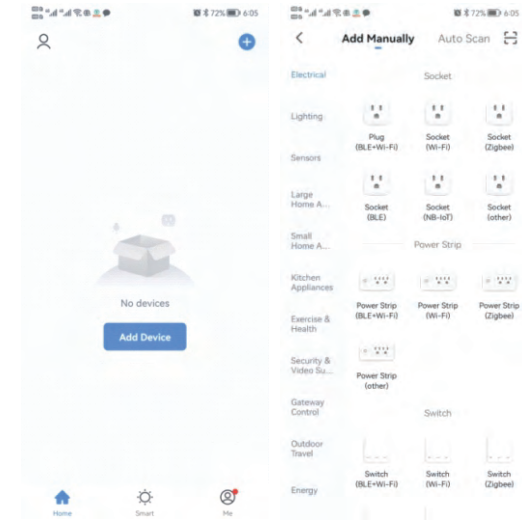 72% 6:05
No devices
Add Device
Home
Smart
Me
72% 6:05
Add Manually
Auto Scan
Electrical
Lighting
Sensors
Large
Home A...
Small
Home A...
Kitchen
Appliances
Exercise &
Health
Security &
Video Su...
Gateway
Control
Outdoor
Travel
Energy
Socket
Plug
(BLE+Wi-Fi)
Socket
(Wi-Fi)
Socket
(Zigbee)
Socket
(BLE)
Socket
(NB-IoT)
Socket
(other)
Power Strip
Power Strip
(BLE+Wi-Fi)
Power Strip
(Wi-Fi)
Power Strip
(Zigbee)
Power Strip
(other)
Switch
Switch
(BLE+Wi-Fi)
Switch
(Wi-Fi)
Switch
(Zigbee)